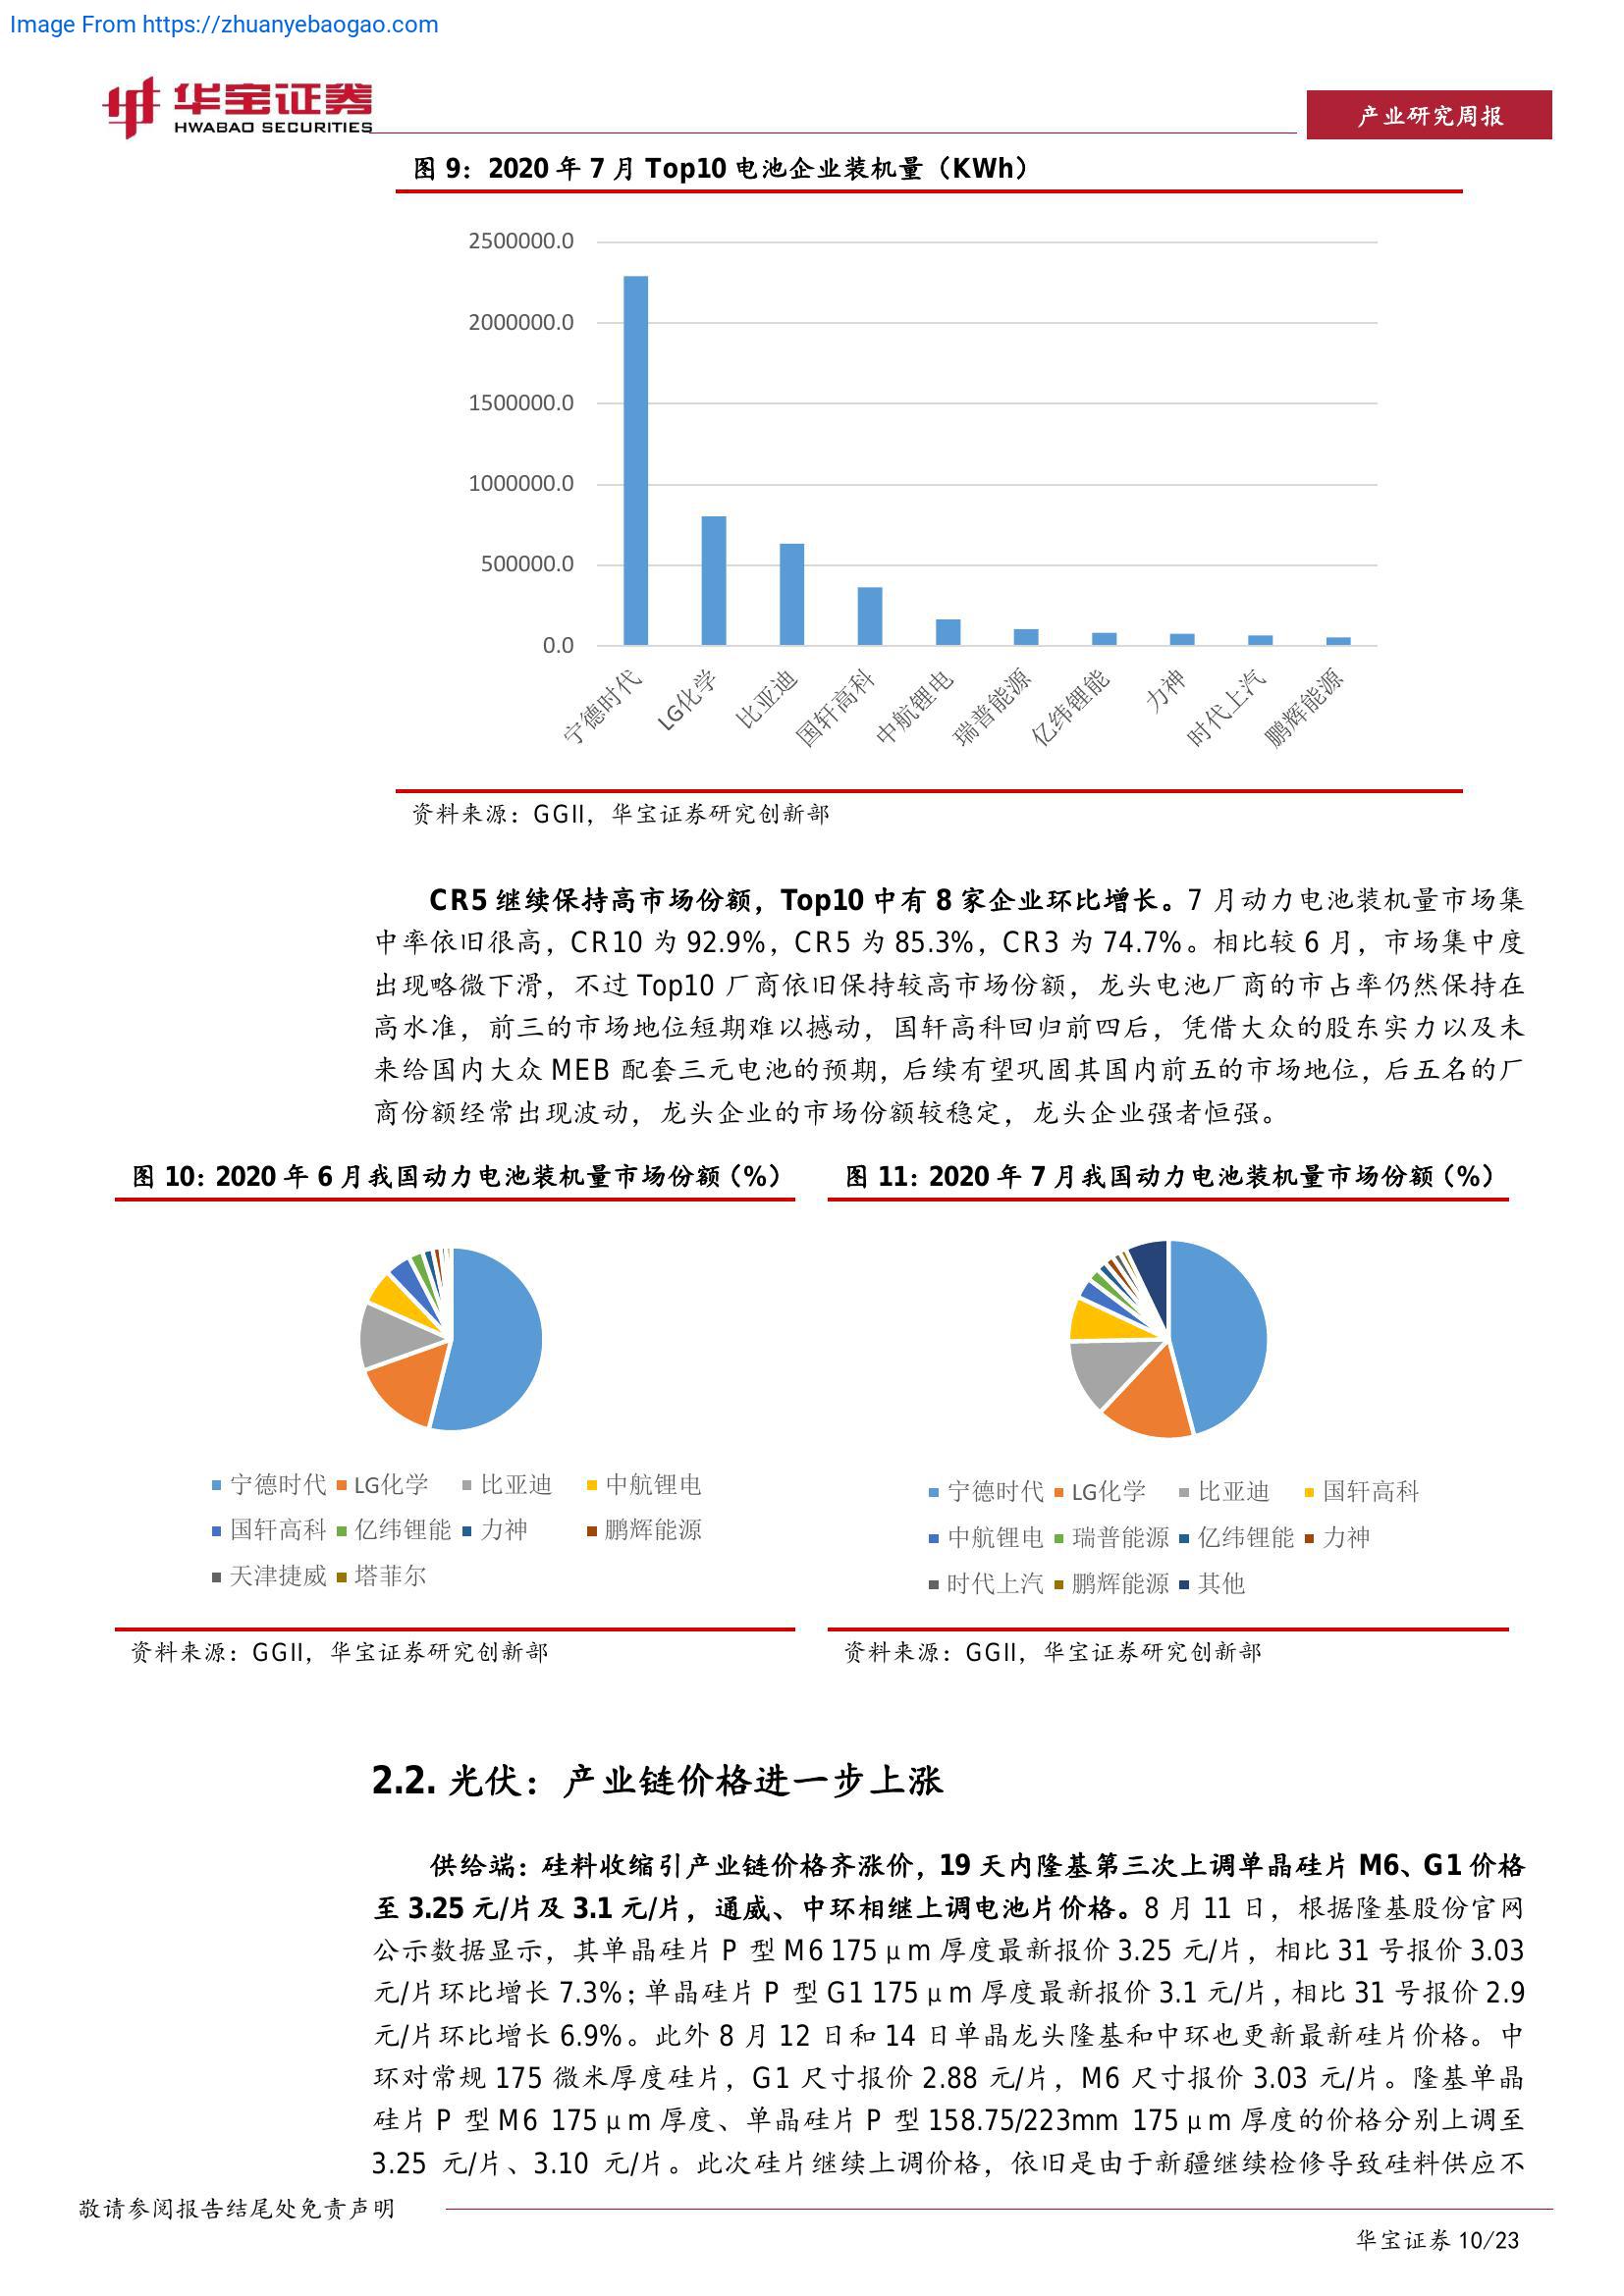 Image From https://zhuanyebaogao.com
华宝证券
HWABAO SECURITIES
产业研究周报
图 9：2020 年 7 月 Top10 电池企业装机量（KWh）
2500000.0
2000000.0
1500000.0
1000000.0
500000.0
0.0
宁德时代
LG化学
比亚迪
国轩高科
中航锂电
瑞普能源
亿纬锂能
力神
时代上汽
鹏辉能源
资料来源：GGII，华宝证券研究创新部
CR5 继续保持高市场份额，Top10 中有 8 家企业环比增长。7 月动力电池装机量市场集
中率依旧很高，CR10 为 92.9%，CR5 为 85.3%，CR3 为 74.7%。相比较 6 月，市场集中度
出现略微下滑，不过 Top10 厂商依旧保持较高市场份额，龙头电池厂商的市占率仍然保持在
高水准，前三的市场地位短期难以撼动，国轩高科回归前四后，凭借大众的股东实力以及未
来给国内大众 MEB 配套三元电池的预期，后续有望巩固其国内前五的市场地位，后五名的厂
商份额经常出现波动，龙头企业的市场份额较稳定，龙头企业强者恒强。
图 10：2020 年 6 月我国动力电池装机量市场份额（%）
宁德时代 LG化学 比亚迪 中航锂电
国轩高科 亿纬锂能 力神 鹏辉能源
天津捷威 塔菲尔
资料来源：GGII，华宝证券研究创新部
图 11：2020 年 7 月我国动力电池装机量市场份额（%）
宁德时代 LG化学 比亚迪 国轩高科
中航锂电 瑞普能源 亿纬锂能 力神
时代上汽 鹏辉能源 其他
资料来源：GGII，华宝证券研究创新部
2.2. 光伏：产业链价格进一步上涨
供给端：硅料收缩引产业链价格齐涨价，19 天内隆基第三次上调单晶硅片 M6、G1 价格
至 3.25 元/片及 3.1 元/片，通威、中环相继上调电池片价格。8 月 11 日，根据隆基股份官网
公示数据显示，其单晶硅片 P 型 M6 175μm 厚度最新报价 3.25 元/片，相比 31 号报价 3.03
元/片环比增长 7.3%；单晶硅片 P 型 G1 175μm 厚度最新报价 3.1 元/片，相比 31 号报价 2.9
元/片环比增长 6.9%。此外 8 月 12 日和 14 日单晶龙头隆基和中环也更新最新硅片价格。中
环对常规 175 微米厚度硅片，G1 尺寸报价 2.88 元/片，M6 尺寸报价 3.03 元/片。隆基单晶
硅片 P 型 M6 175μm 厚度、单晶硅片 P 型 158.75/223mm 175μm 厚度的价格分别上调至
3.25 元/片、3.10 元/片。此次硅片继续上调价格，依旧是由于新疆继续检修导致硅料供应不
敬请参阅报告结尾处免责声明
华宝证券 10/23